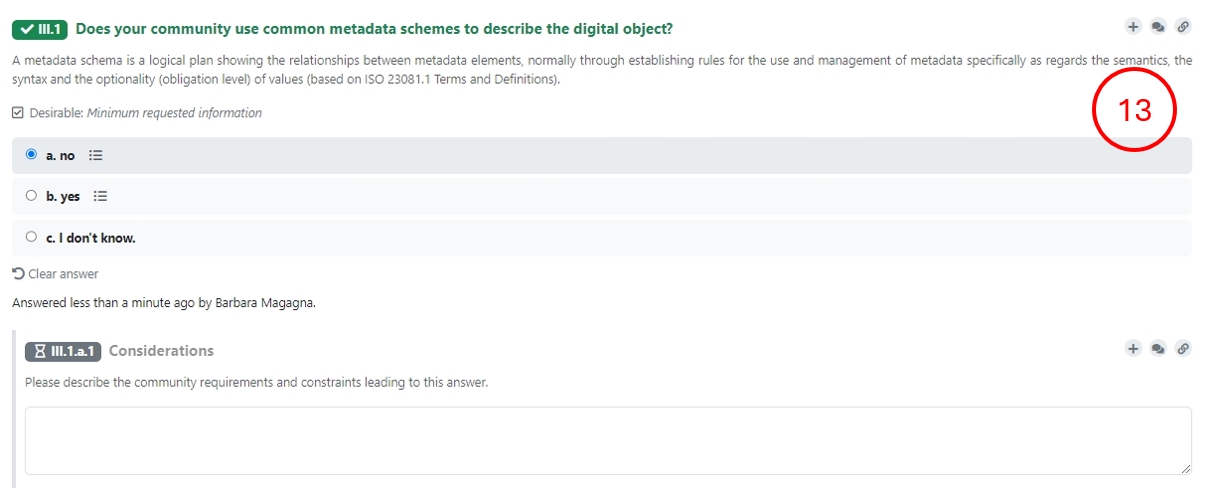 III.1 Does your community use common metadata schemes to describe the digital object?
A metadata schema is a logical plan showing the relationships between metadata elements, normally through establishing rules for the use and management of metadata specifically as regards the semantics, the
syntax and the optionality (obligation level) of values (based on ISO 23081.1 Terms and Definitions).
Desirable: Minimum requested information
13
a. no
b. yes
c. I don't know.
Clear answer
Answered less than a minute ago by Barbara Magagna.
III.1.a.1 Considerations
Please describe the community requirements and constraints leading to this answer.